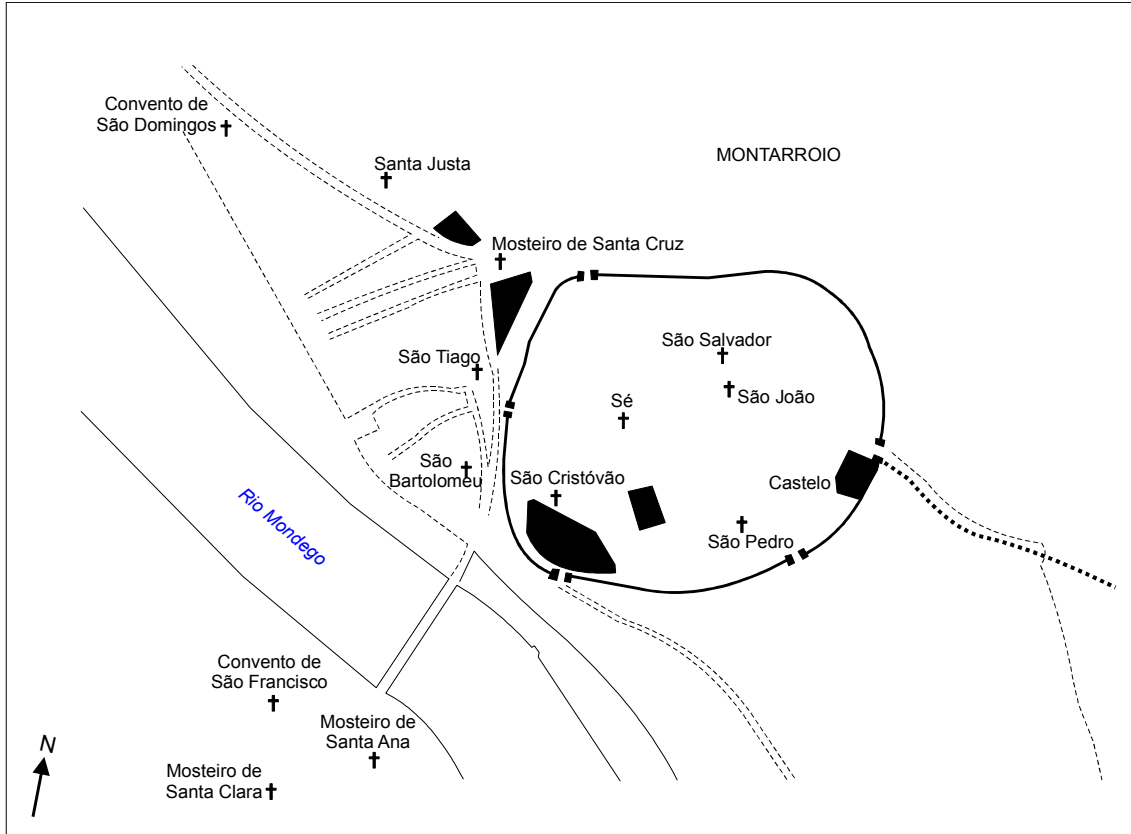 Convento de
São Domingos
Santa Justa
MONTARROIO
Mosteiro de Santa Cruz
São Salvador
São Tiago
São João
Sé
São
Bartolomeu
São Cristóvão
Castelo
Rio Mondego
São Pedro
Convento de
São Francisco
Mosteiro de
Santa Ana
N
Mosteiro de
Santa Clara